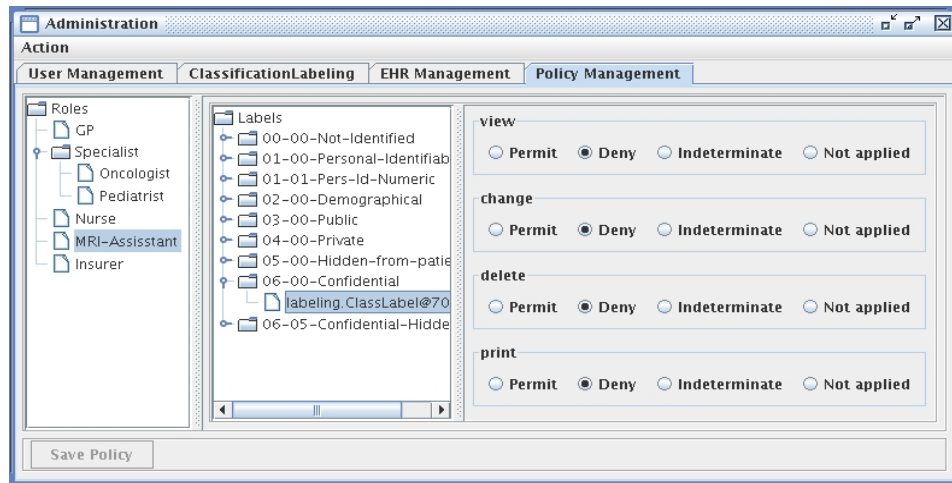 Administration
Action
User Management
ClassificationLabeling
EHR Management
Policy Management
Roles
GP
Specialist
Oncologist
Pediatrist
Nurse
MRI-Assisstant
Insurer
Labels
00-00-Not-Identified
01-00-Personal-Identifiab
01-01-Pers-Id-Numeric
02-00-Demographical
03-00-Public
04-00-Private
05-00-Hidden-from-patie
06-00-Confidential
labeling.ClassLabel@70
06-05-Confidential-Hidde
view
Permit Deny Indeterminate Not applied
change
Permit Deny Indeterminate Not applied
delete
Permit Deny Indeterminate Not applied
print
Permit Deny Indeterminate Not applied
Save Policy